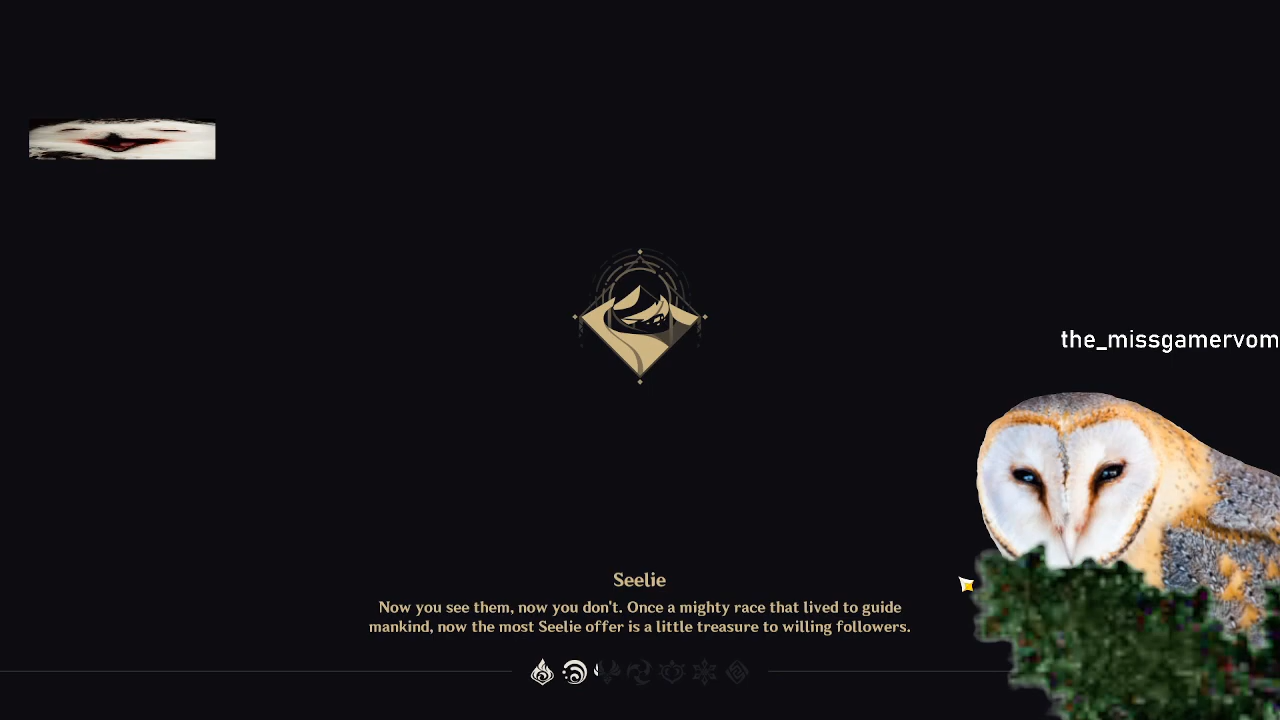 the_missgamervom
Seelie
Now you see them, now you don't. Once a mighty race that lived to guide
mankind, now the most Seelie offer is a little treasure to willing followers.